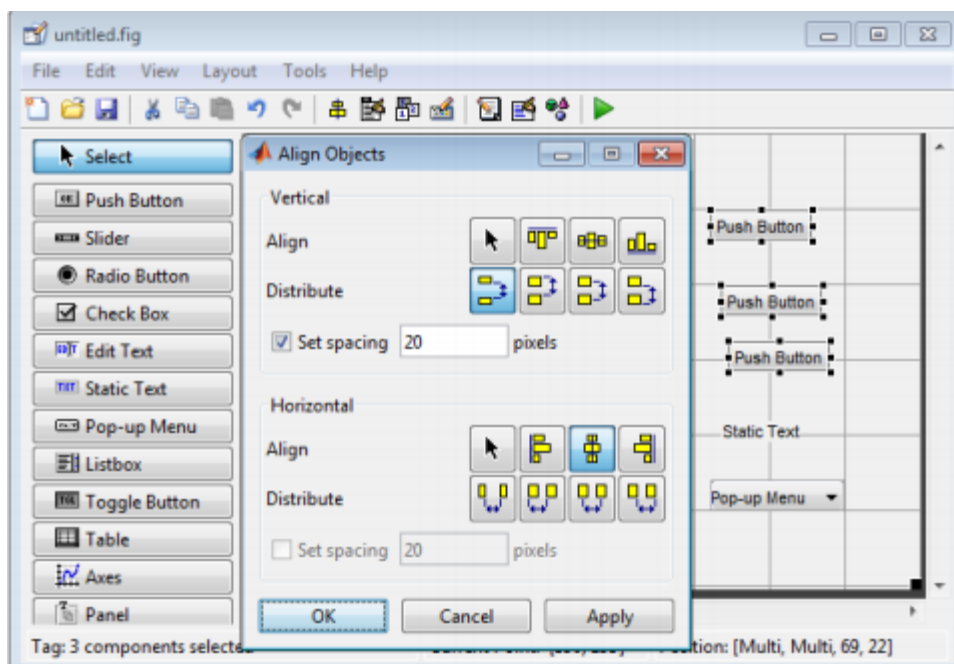 untitled.fig
File Edit View Layout Tools Help
Select
Push Button
Slider
Radio Button
Check Box
Edit Text
Static Text
Pop-up Menu
Listbox
Toggle Button
Table
Axes
Panel
Align Objects
Vertical
Align
Distribute
Set spacing 20 pixels
Horizontal
Align
Distribute
Set spacing 20 pixels
OK Cancel Apply
Push Button
Push Button
Push Button
Static Text
Pop-up Menu
Tag: 3 components selecte
[Multi, Multi, 69, 22]